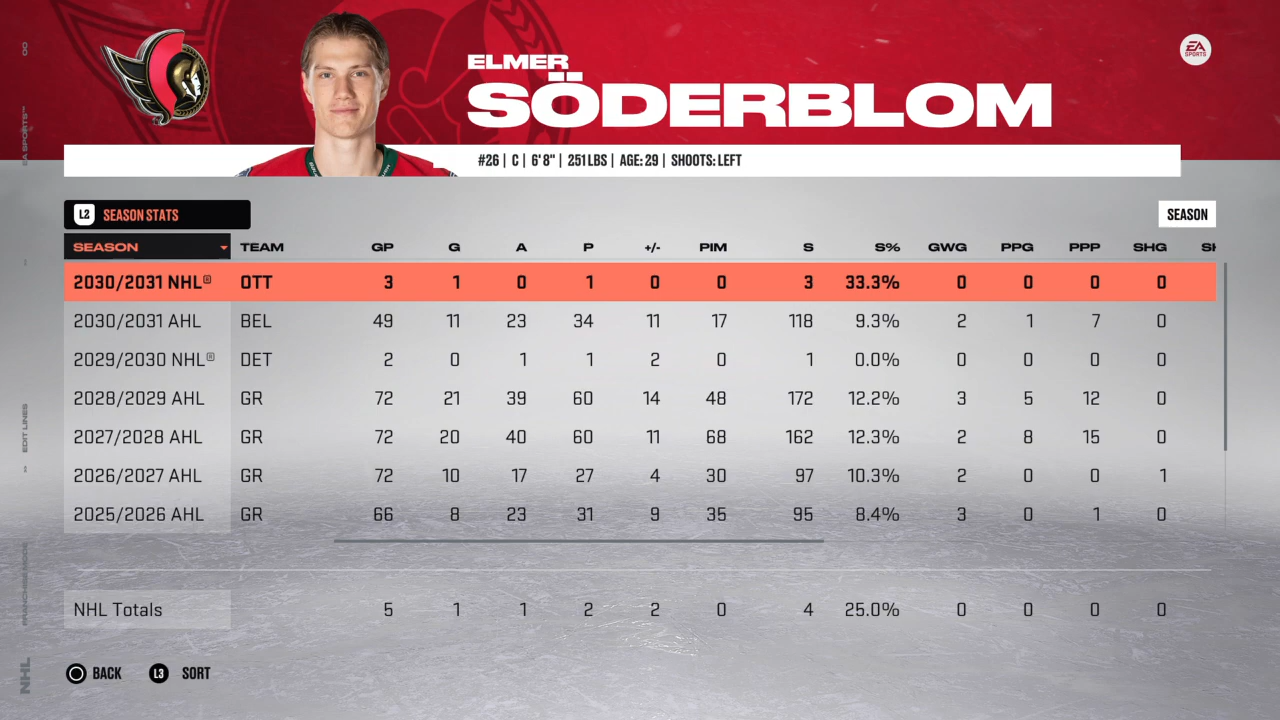 ELMER
SÖDERBLOM
EA SPORTS
#26 | C | 6' 8" | 251 LBS | AGE: 29 | SHOOTS: LEFT
L2 SEASON STATS
SEASON
SEASON TEAM GP G A P +/- PIM S S% GWG PPG PPP SHG
2030/2031 NHL® OTT 3 1 0 1 0 0 3 33.3% 0 0 0 0
2030/2031 AHL BEL 49 11 23 34 11 17 118 9.3% 2 1 7 0
2029/2030 NHL® DET 2 0 1 1 2 0 1 0.0% 0 0 0 0
2028/2029 AHL GR 72 21 39 60 14 48 172 12.2% 3 5 12 0
2027/2028 AHL GR 72 20 40 60 11 68 162 12.3% 2 8 15 0
2026/2027 AHL GR 72 10 17 27 4 30 97 10.3% 2 0 0 1
2025/2026 AHL GR 66 8 23 31 9 35 95 8.4% 3 0 1 0
NHL Totals 5 1 1 2 2 0 4 25.0% 0 0 0 0
BACK L3 SORT
EA SPORTS™
EDIT LINES
FRANCHISE MODE
NHL